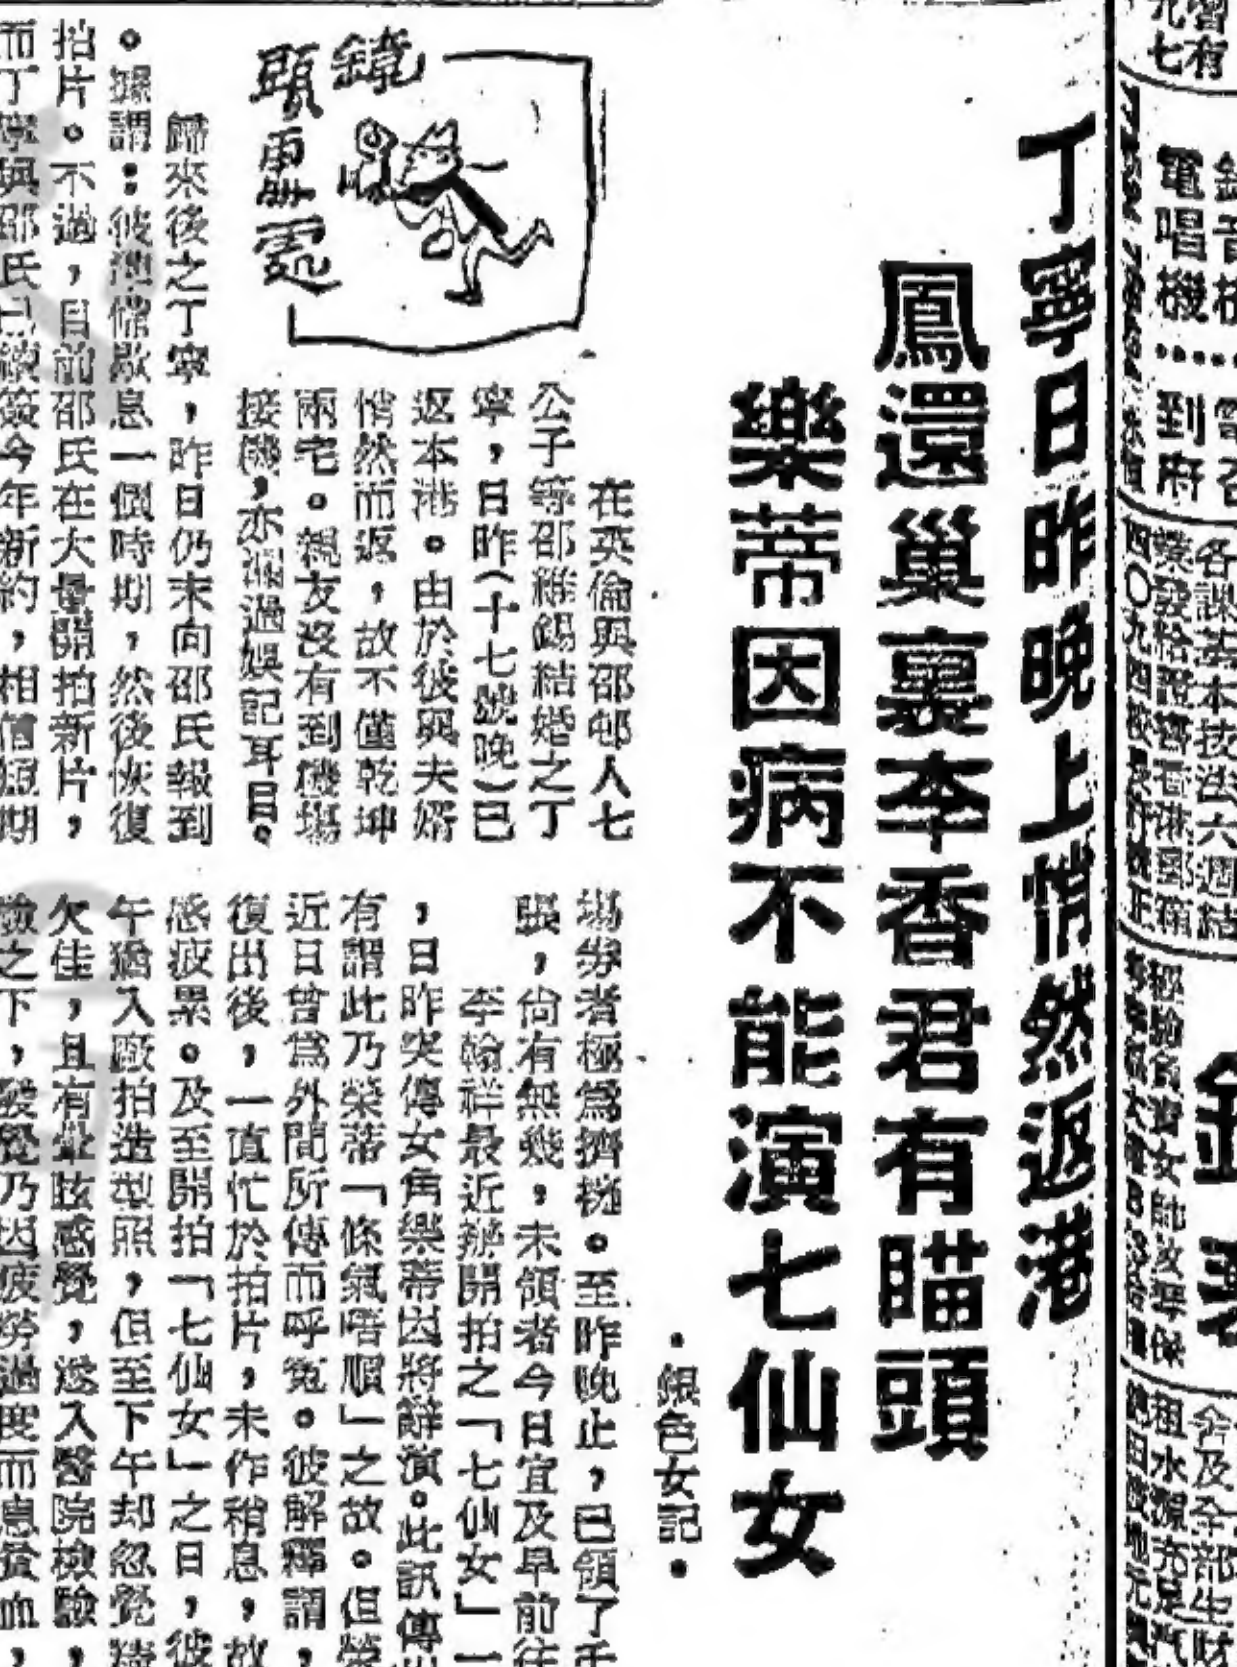 丁寧日昨晚上悄然返港
鳳還巢裏李香君有瞄頭
樂蒂因病不能演七仙女
•銀色女記•
鏡頭
在英倫與邵邨人七
公子等邵維錫結婚之丁
寧,日昨(十七號晚)已
返本港。由於彼與夫婿
悄然而返,故不僅乾坤
兩宅。親友沒有到機場
接機,亦瞞過娛記耳目。
歸來後之丁寧,昨日仍未向邵氏報到
。據謂:彼想備歇息一個時期,然後恢復
拍片。不過,目前邵氏在大量開拍新片,
而丁寧與邵氏已續簽今年新約,相信短期
場券者極爲擠擁。至昨晚止,已領了千
張,尙有無幾,未領者今日宜及早前往
李翰祥最近辦開拍之「七仙女」一
,日昨突傳女角樂蒂因將辭演。此訊傳出
有謂此乃樂蒂「條氣唔順」之故。但樂
近日曾爲外間所傳而呼冤。彼解釋謂,
復出後,一直忙於拍片,未作稍息,故
感疲累。及至開拍「七仙女」之日,彼
午猶入廠拍造型照,但至下午却忽覺精
欠佳,且有暈眩感覺,遂入醫院檢驗,
檢之下,發覺乃因疲勞過度而患貧血,
電唱機:到府